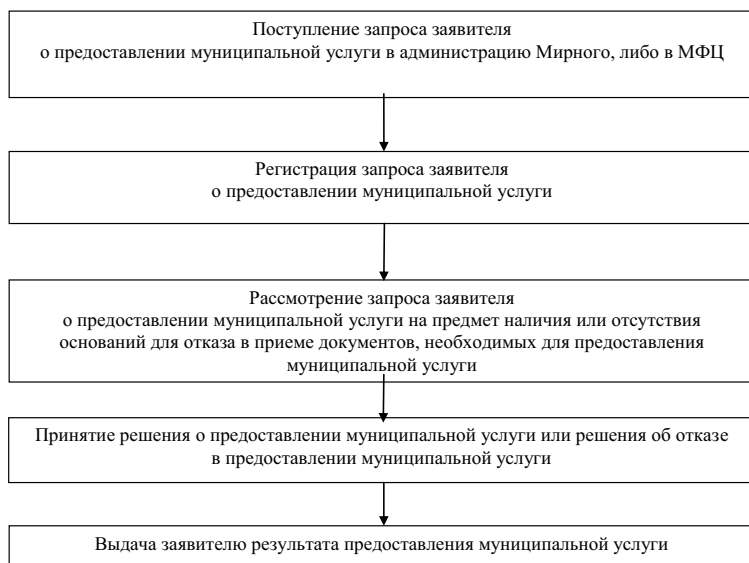 Поступление запроса заявителя
о предоставлении муниципальной услуги в администрацию Мирного, либо в МФЦ
Регистрация запроса заявителя
о предоставлении муниципальной услуги
Рассмотрение запроса заявителя
о предоставлении муниципальной услуги на предмет наличия или отсутствия
оснований для отказа в приеме документов, необходимых для предоставления
муниципальной услуги
Принятие решения о предоставлении муниципальной услуги или решения об отказе
в предоставлении муниципальной услуги
Выдача заявителю результата предоставления муниципальной услуги